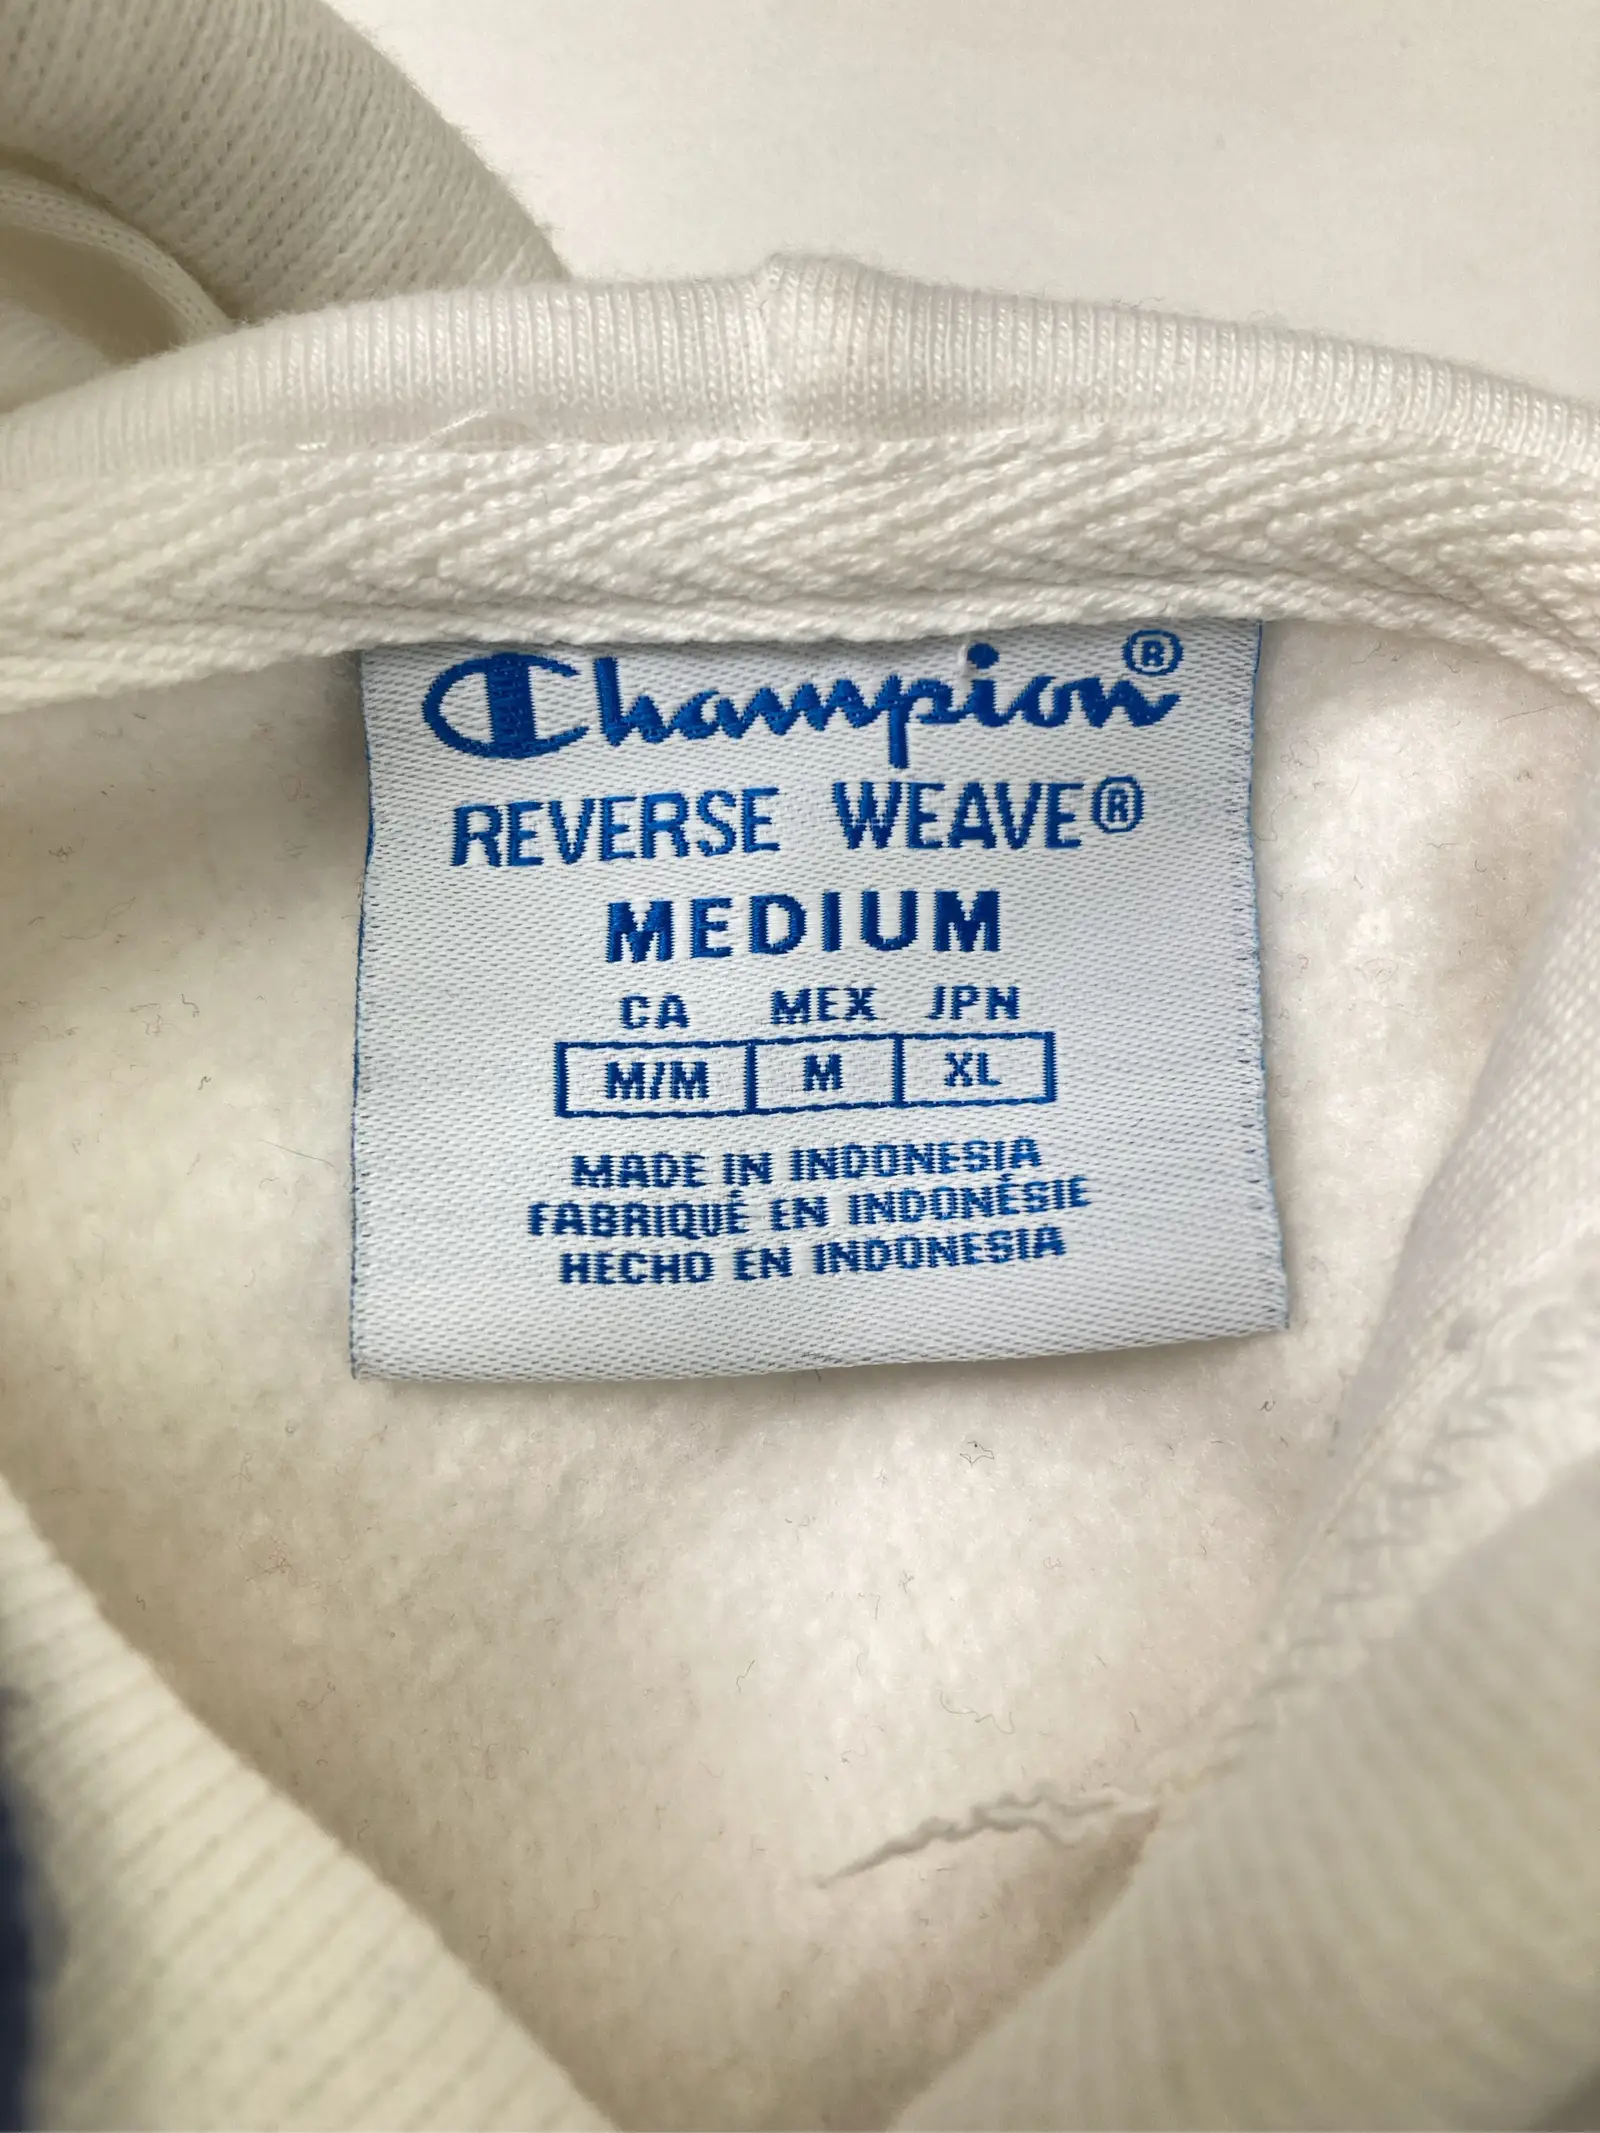 Champion®
REVERSE WEAVE®
MEDIUM
CA MEX JPN
M/M M XL
MADE IN INDONESIA
FABRIQUÉ EN INDONÉSIE
HECHO EN INDONESIA